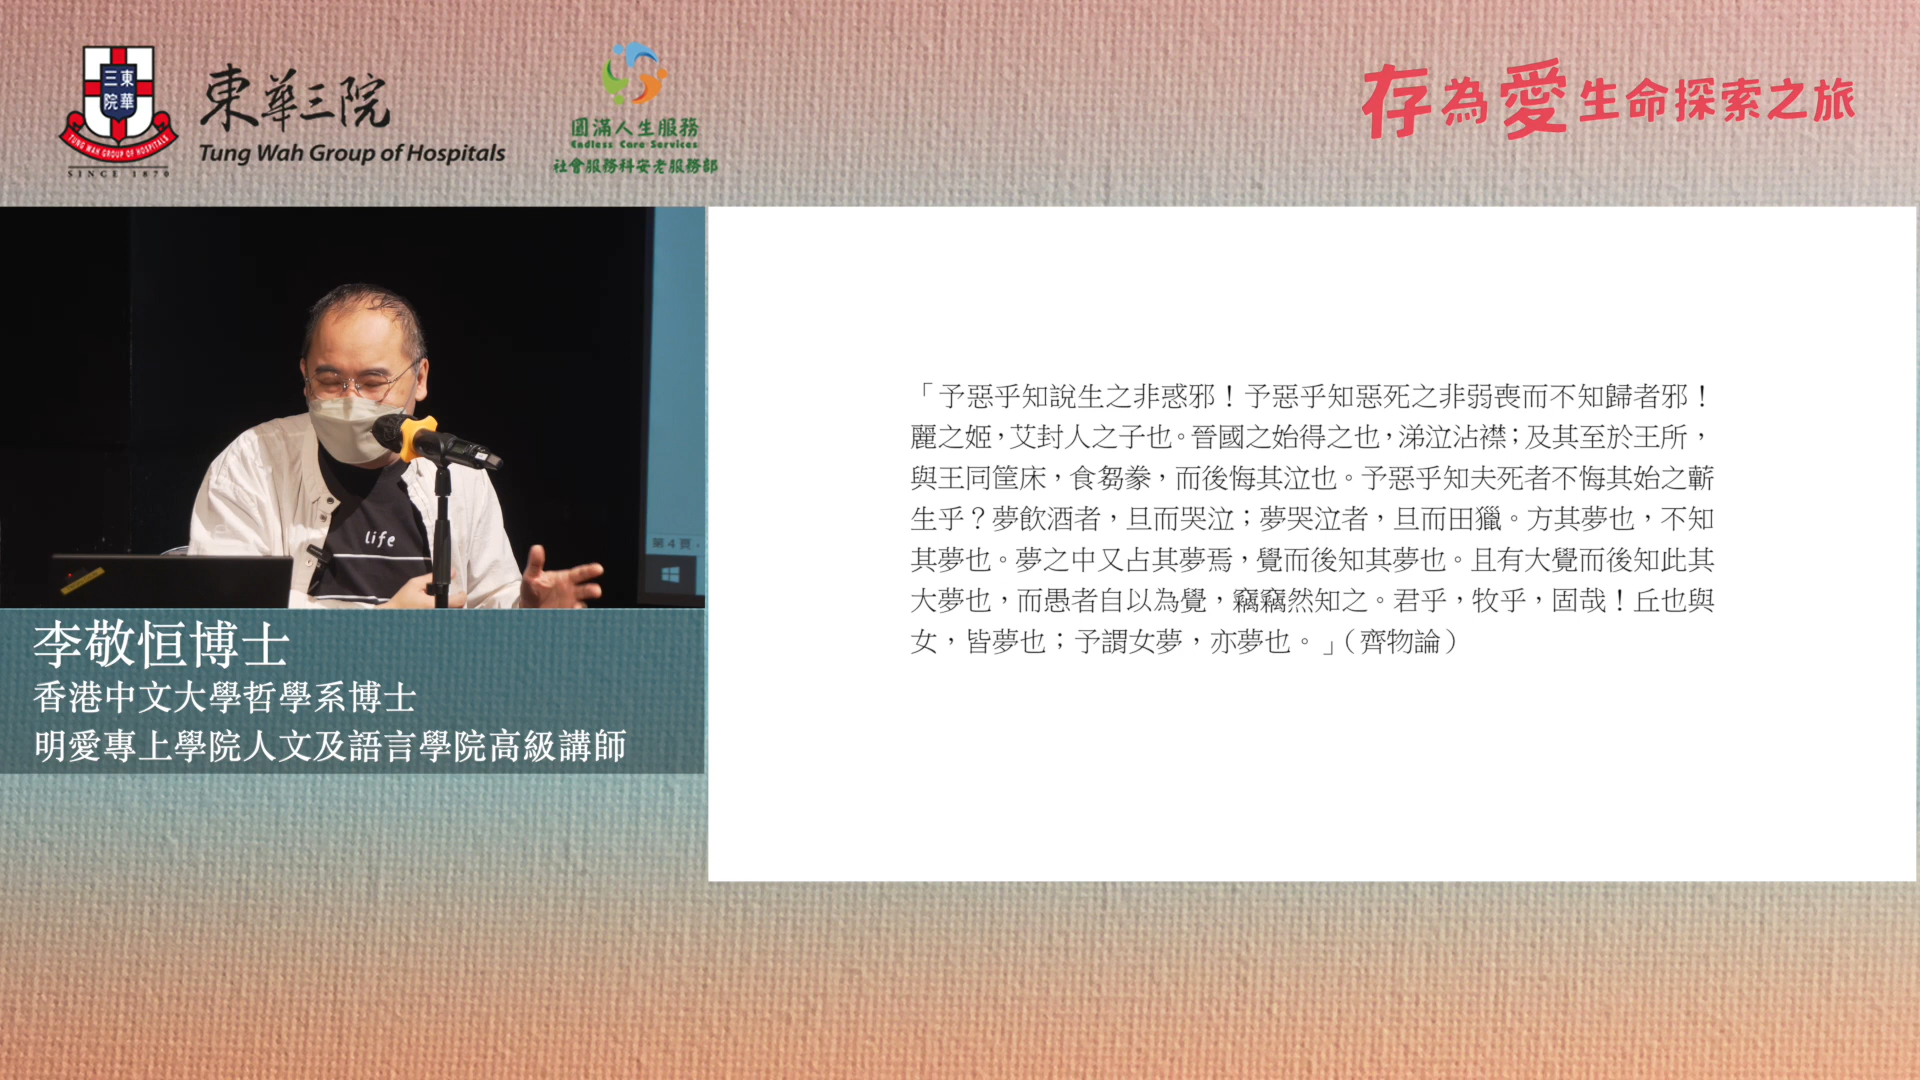 三東
院華
TUNG WAH GROUP OF HOSPITALS
SINCE 1870
東華三院
Tung Wah Group of Hospitals
圓滿人生服務
Endless Care Services
社會服務科安老服務部
存為愛生命探索之旅
「予惡乎知說生之非惑邪！予惡乎知惡死之非弱喪而不知歸者邪！
麗之姬，艾封人之子也。晉國之始得之也，涕泣沾襟；及其至於王所，
與王同筐床，食芻豢，而後悔其泣也。予惡乎知夫死者不悔其始之蘄
生乎？夢飲酒者，旦而哭泣；夢哭泣者，旦而田獵。方其夢也，不知
其夢也。夢之中又占其夢焉，覺而後知其夢也。且有大覺而後知此其
大夢也，而愚者自以為覺，竊竊然知之。君乎，牧乎，固哉！丘也與
女，皆夢也；予謂女夢，亦夢也。」（齊物論）
life
第 4 頁，
李敬恒博士
香港中文大學哲學系博士
明愛專上學院人文及語言學院高級講師